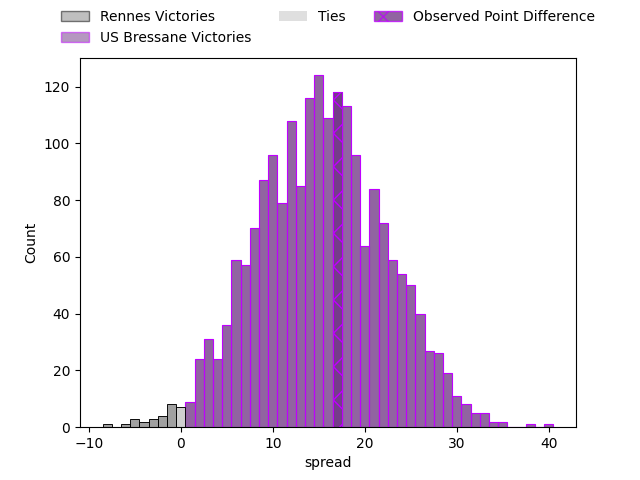 Rennes Victories
US Bressane Victories
Ties
Observed Point Difference
Count
120
100
80
60
40
20
0
−10
0
10
20
30
40
spread